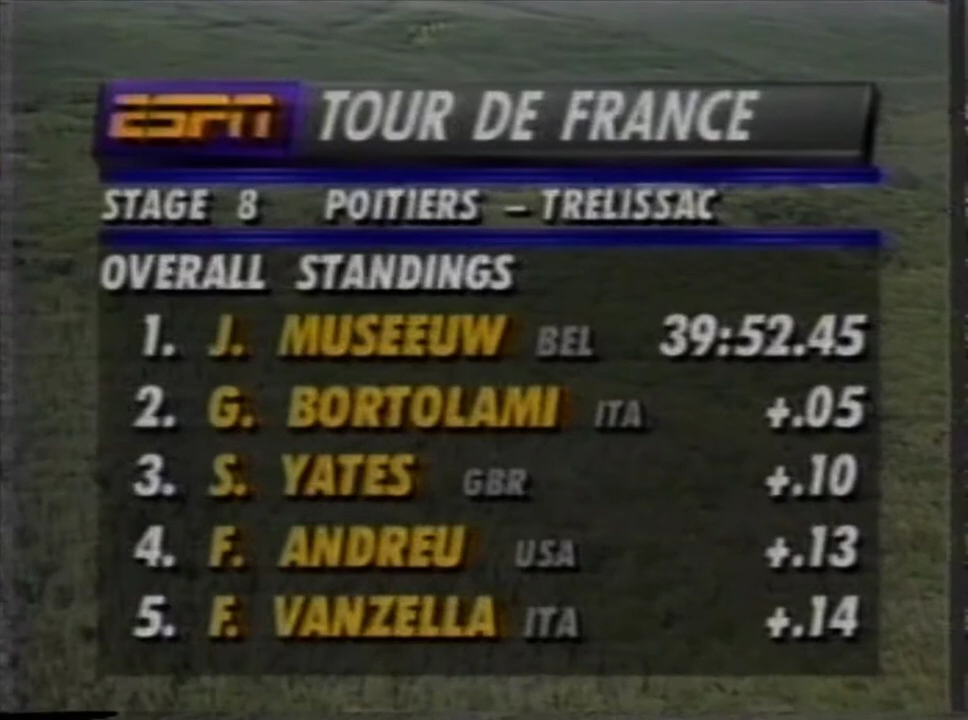 ESPN TOUR DE FRANCE
STAGE 8 POITIERS – TRELISSAC
OVERALL STANDINGS
1. J. MUSEEUW BEL 39:52.45
2. G. BORTOLAMI ITA +.05
3. S. YATES GBR +.10
4. F. ANDREU USA +.13
5. F. VANZELLA ITA +.14